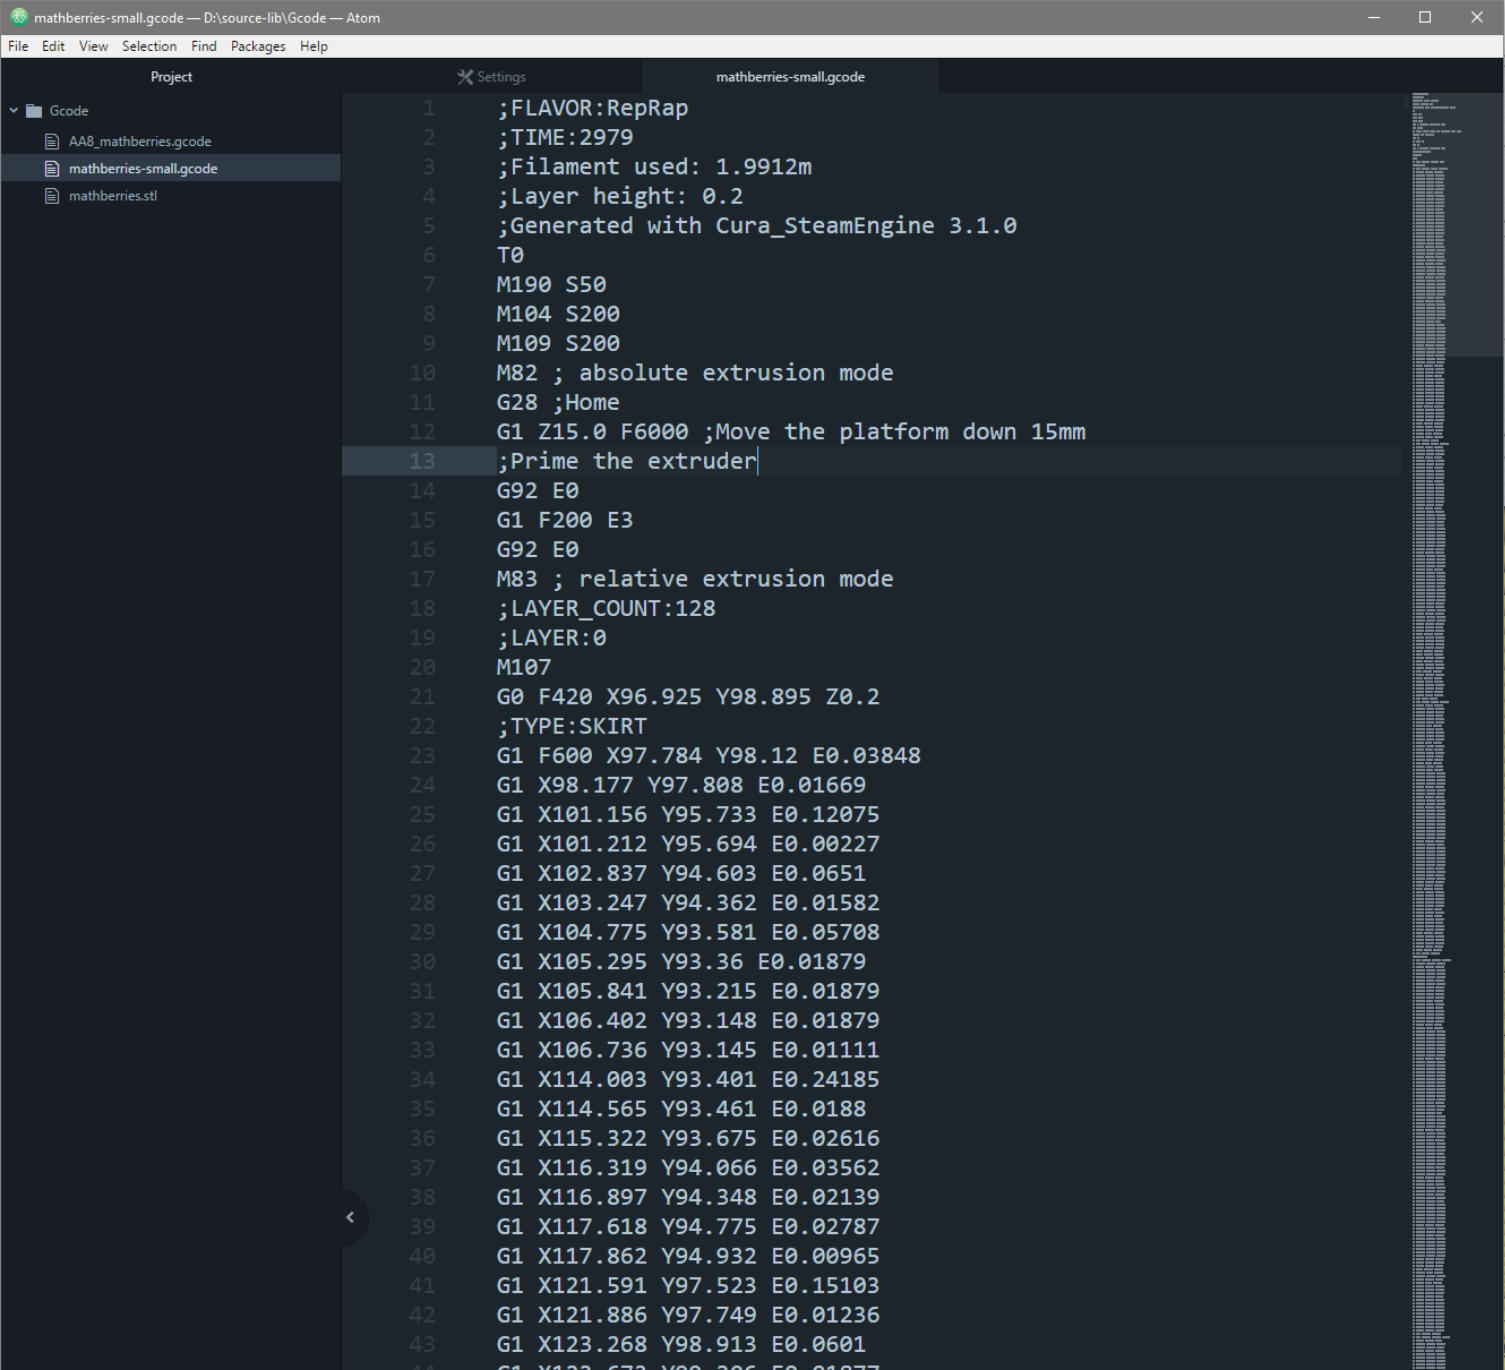 mathberries-small.gcode — D:\source-lib\Gcode — Atom
File Edit View Selection Find Packages Help
Project
Settings
mathberries-small.gcode
Gcode
AA8_mathberries.gcode
mathberries-small.gcode
mathberries.stl
1 ;FLAVOR:RepRap
2 ;TIME:2979
3 ;Filament used: 1.9912m
4 ;Layer height: 0.2
5 ;Generated with Cura_SteamEngine 3.1.0
6 T0
7 M190 S50
8 M104 S200
9 M109 S200
10 M82 ; absolute extrusion mode
11 G28 ;Home
12 G1 Z15.0 F6000 ;Move the platform down 15mm
13 ;Prime the extruder
14 G92 E0
15 G1 F200 E3
16 G92 E0
17 M83 ; relative extrusion mode
18 ;LAYER_COUNT:128
19 ;LAYER:0
20 M107
21 G0 F420 X96.925 Y98.895 Z0.2
22 ;TYPE:SKIRT
23 G1 F600 X97.784 Y98.12 E0.03848
24 G1 X98.177 Y97.808 E0.01669
25 G1 X101.156 Y95.733 E0.12075
26 G1 X101.212 Y95.694 E0.00227
27 G1 X102.837 Y94.603 E0.0651
28 G1 X103.247 Y94.362 E0.01582
29 G1 X104.775 Y93.581 E0.05708
30 G1 X105.295 Y93.36 E0.01879
31 G1 X105.841 Y93.215 E0.01879
32 G1 X106.402 Y93.148 E0.01879
33 G1 X106.736 Y93.145 E0.01111
34 G1 X114.003 Y93.401 E0.24185
35 G1 X114.565 Y93.461 E0.0188
36 G1 X115.322 Y93.675 E0.02616
37 G1 X116.319 Y94.066 E0.03562
38 G1 X116.897 Y94.348 E0.02139
39 G1 X117.618 Y94.775 E0.02787
40 G1 X117.862 Y94.932 E0.00965
41 G1 X121.591 Y97.523 E0.15103
42 G1 X121.886 Y97.749 E0.01236
43 G1 X123.268 Y98.913 E0.0601